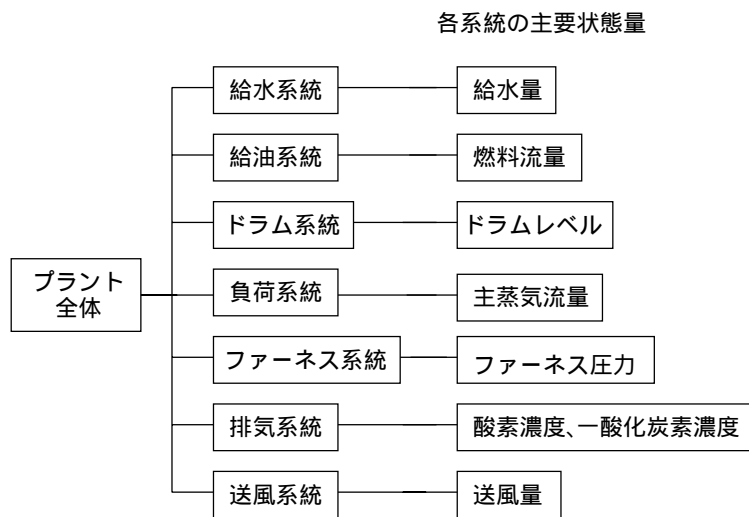 各系統の主要状態量
給水系統
給水量
給油系統
燃料流量
ドラム系統
ドラムレベル
プラント
全体
負荷系統
主蒸気流量
ファーネス系統
ファーネス圧力
排気系統
酸素濃度、一酸化炭素濃度
送風系統
送風量